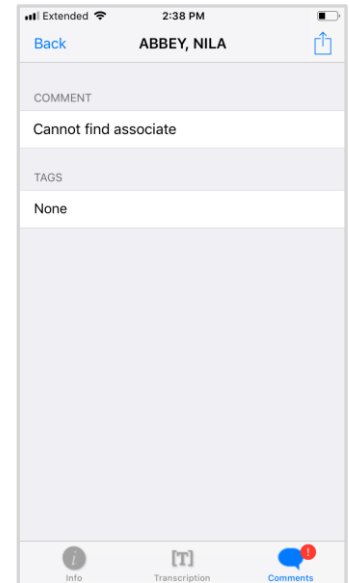 Extended 2:38 PM
Back ABBEY, NILA
COMMENT
Cannot find associate
TAGS
None
i [T] !
Info Transcription Comments